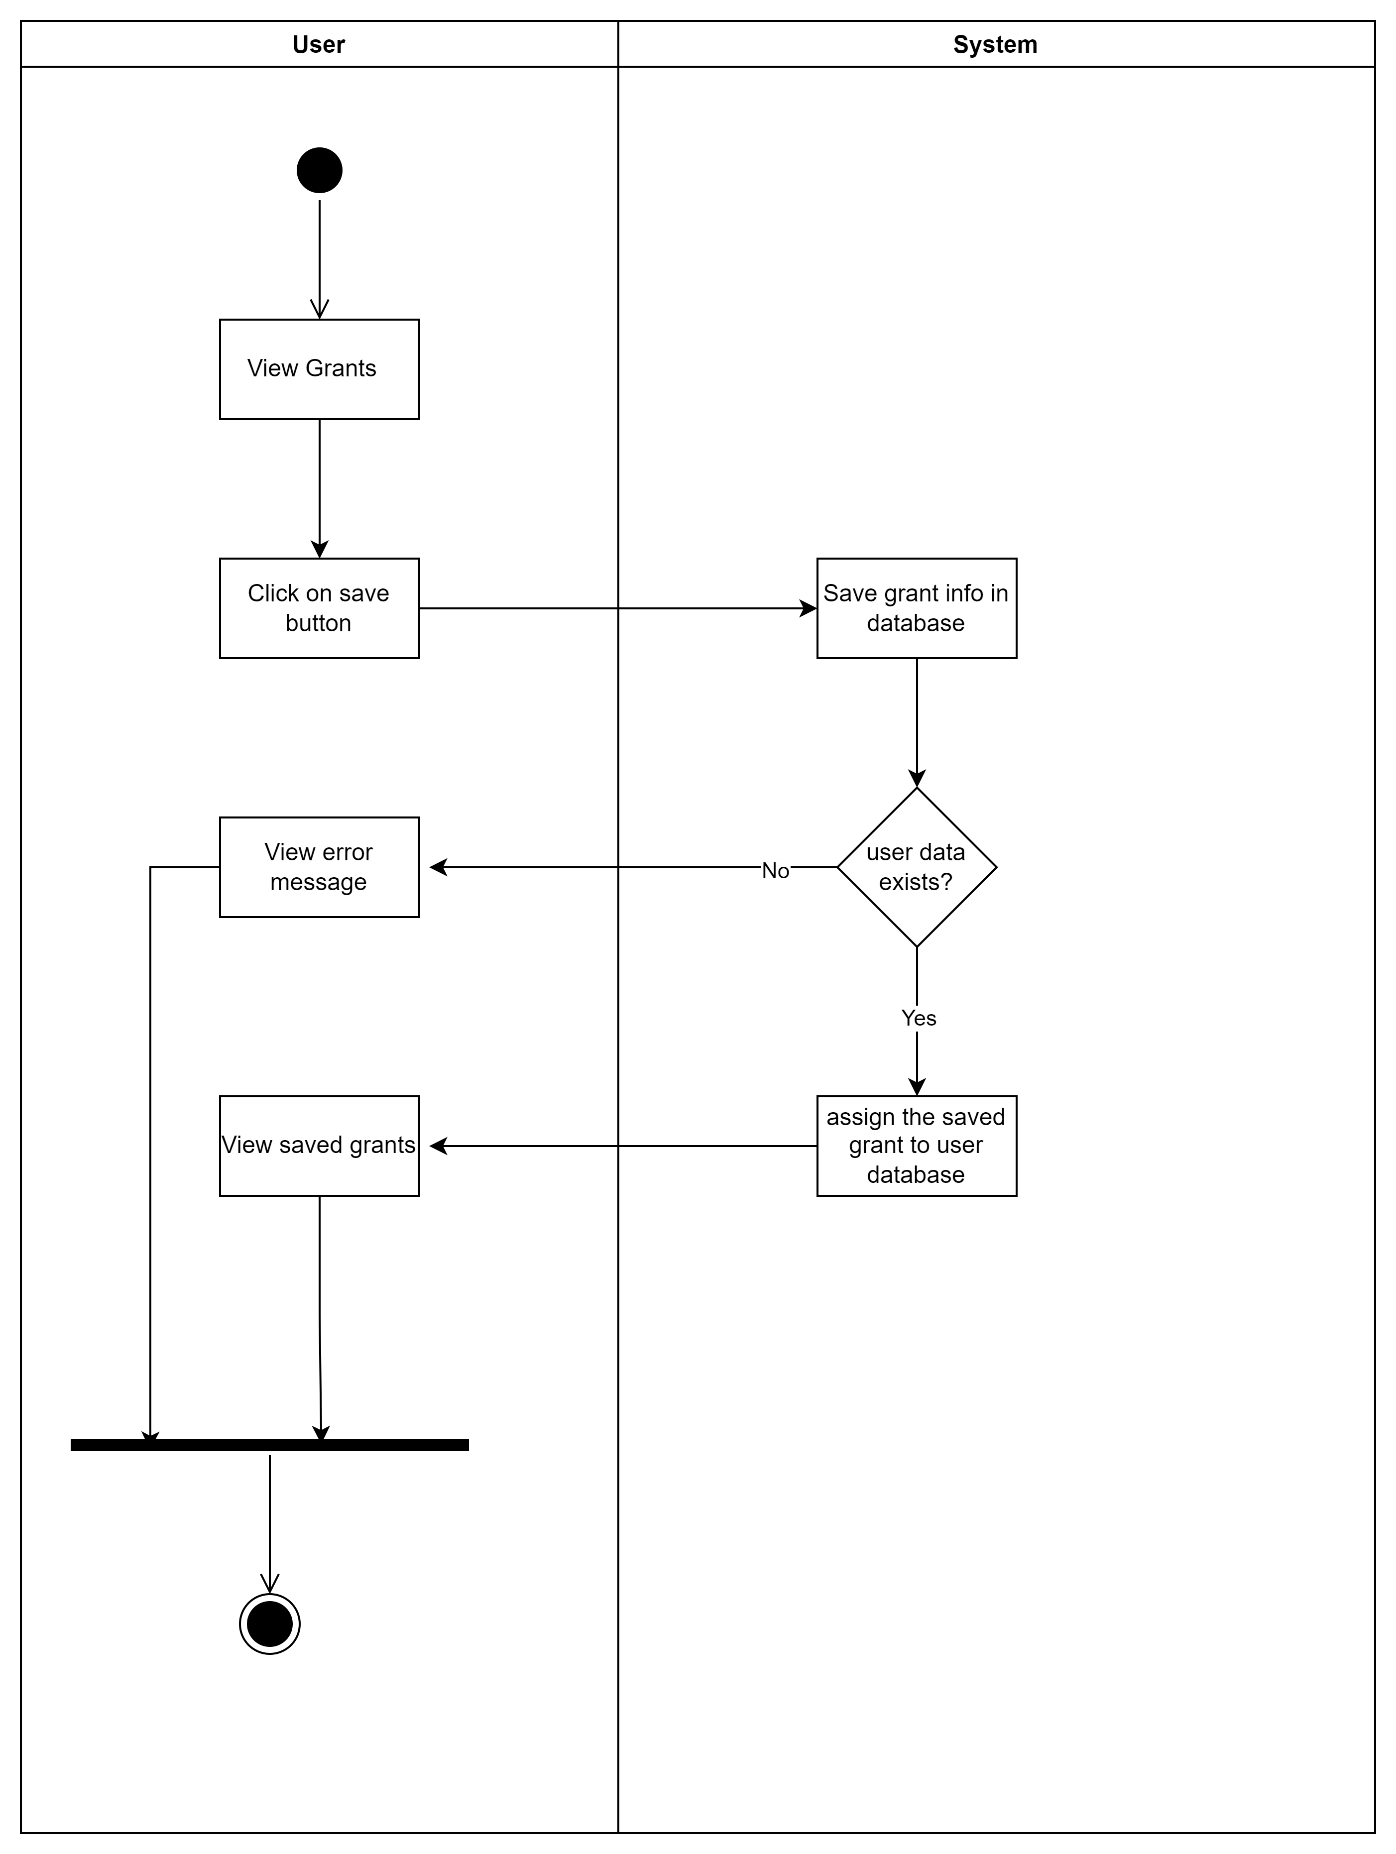 User
System
View Grants
Click on save
button
Save grant info in
database
View error
message
No
user data
exists?
Yes
View saved grants
assign the saved
grant to user
database